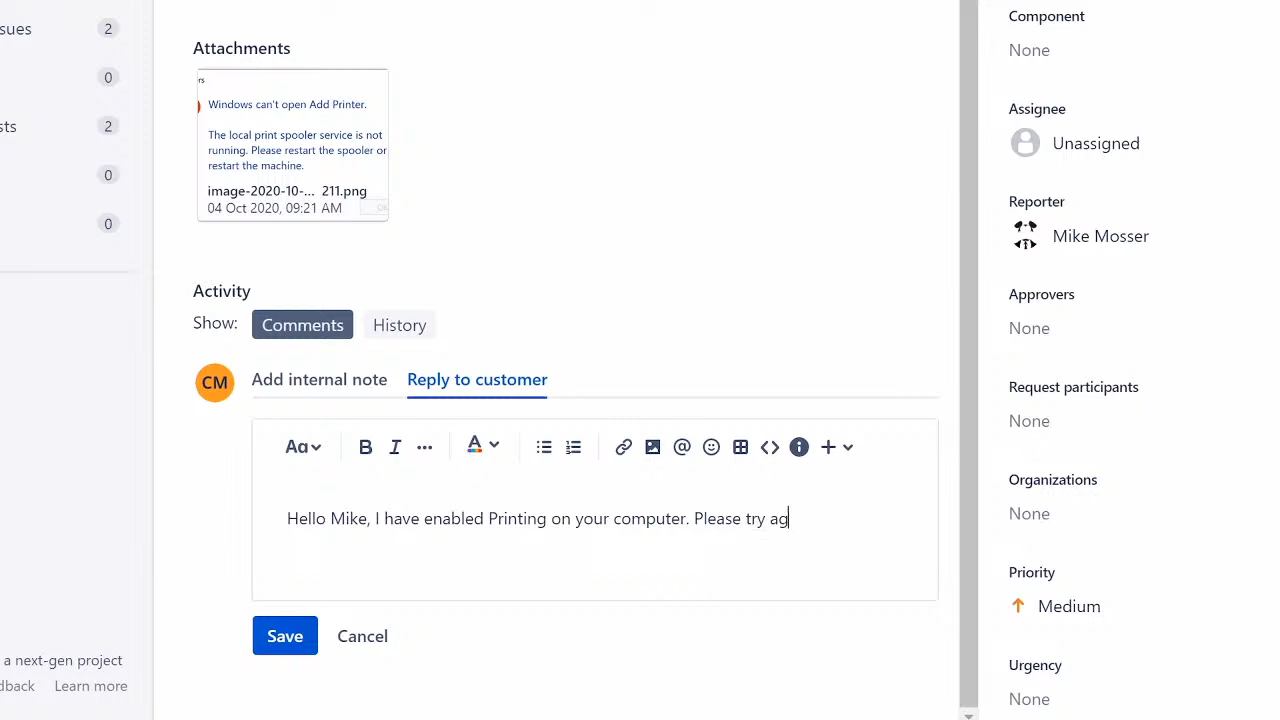 ssues
2
0
sts
2
0
0
a next-gen project
dback
Learn more
Attachments
rs
Windows can't open Add Printer.
The local print spooler service is not
running. Please restart the spooler or
restart the machine.
image-2020-10-... 211.png
04 Oct 2020, 09:21 AM
OK
Activity
Show:
Comments
History
CM
Add internal note
Reply to customer
Aa
B
I
A
Hello Mike, I have enabled Printing on your computer. Please try ag
Save
Cancel
Component
None
Assignee
Unassigned
Reporter
Mike Mosser
Approvers
None
Request participants
None
Organizations
None
Priority
Medium
Urgency
None